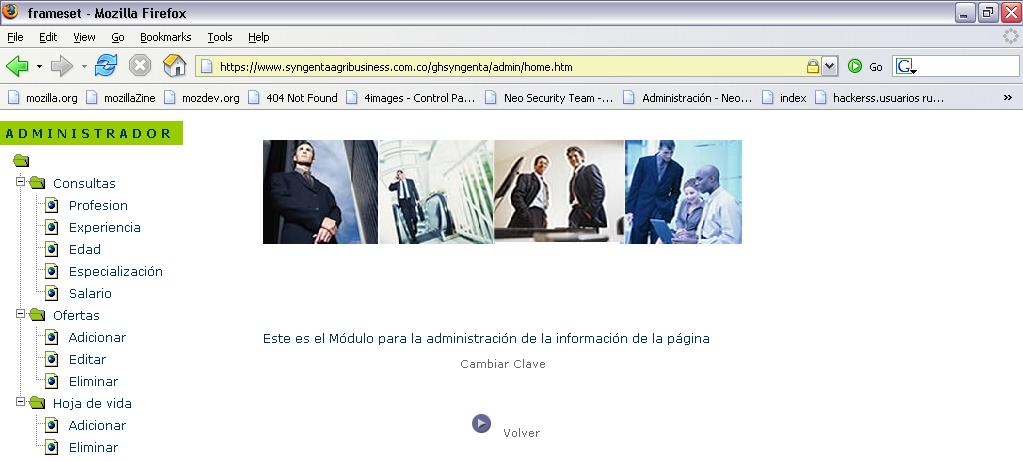 frameset - Mozilla Firefox
File Edit View Go Bookmarks Tools Help
https://www.syngentaagribusiness.com.co/ghsyngenta/admin/home.htm Go G
mozilla.org mozillaZine mozdev.org 404 Not Found 4images - Control Pa... Neo Security Team -... Administración - Neo... index hackerss.usuarios ru... »
ADMINISTRADOR
Consultas
Profesion
Experiencia
Edad
Especialización
Salario
Ofertas
Adicionar
Editar
Eliminar
Hoja de vida
Adicionar
Eliminar
Este es el Módulo para la administración de la información de la página
Cambiar Clave
Volver